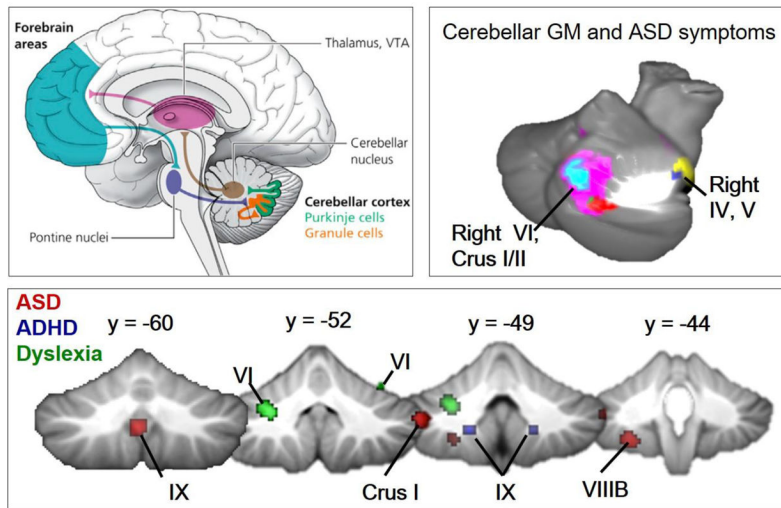 Forebrain
areas
Thalamus, VTA
Cerebellar
nucleus
Cerebellar cortex
Purkinje cells
Granule cells
Pontine nuclei
Cerebellar GM and ASD symptoms
Right
IV, V
Right VI,
Crus I/II
ASD
ADHD
Dyslexia
y = -60
y = -52
y = -49
y = -44
VI
VI
IX
Crus I
IX
VIIIB